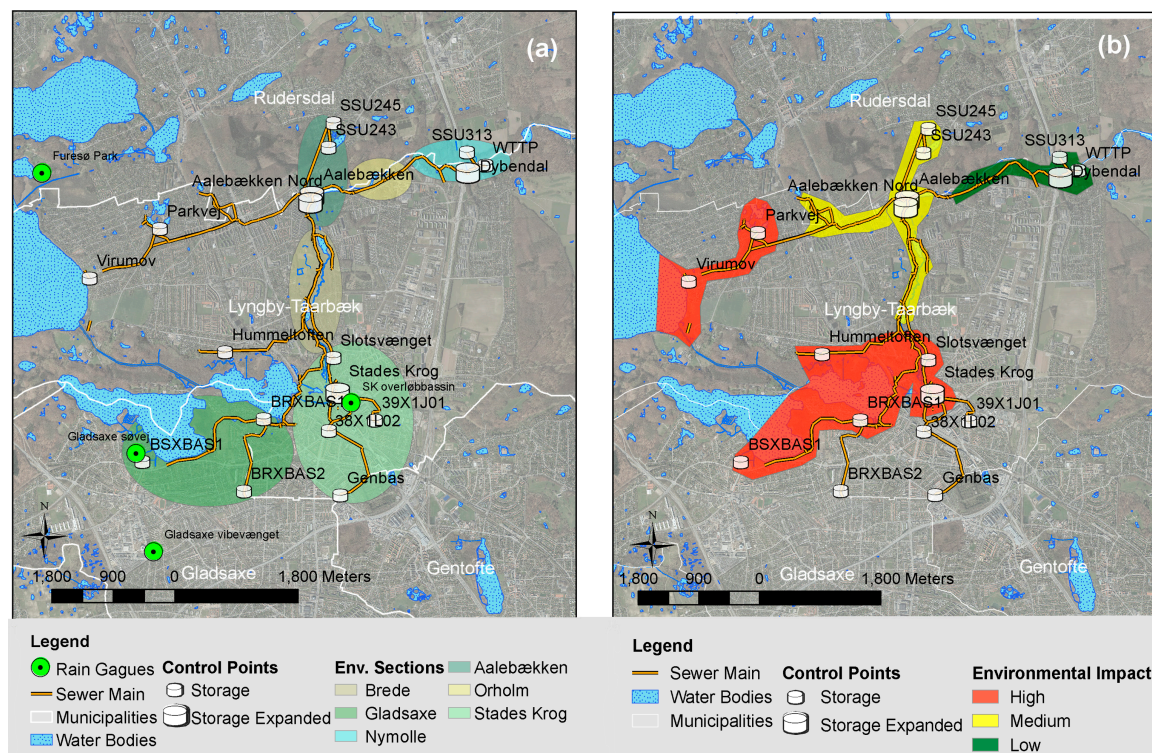 (a)
Rudersdal
SSU245
SSU243
SSU313
WTTP
Dybendal
Furesø Park
Aalebækken Nord
Aalebækken
Parkvej
Virumøv
Lyngby-Taarbæk
Hummeltoften
Slotsvænget
Stades Krog
SK overløbbassin
BRXBAS1
39X1J01
38X1L02
Gladsaxe søvej
BSXBAS1
BRXBAS2
Genbas
N
Gladsaxe vibevænget
Gladsaxe
Gentofte
1,800 900 0 1,800 Meters
Legend
Rain Gagues
Sewer Main
Municipalities
Water Bodies
Control Points
Storage
Storage Expanded
Env. Sections
Brede
Gladsaxe
Nymolle
Aalebækken
Orholm
Stades Krog
(b)
Rudersdal
SSU245
SSU243
SSU313
WTTP
Dybendal
Aalebækken Nord
Aalebækken
Parkvej
Virumøv
Lyngby-Taarbæk
Hummeltoften
Slotsvænget
Stades Krog
BRXBAS1
39X1J01
38X1L02
BSXBAS1
BRXBAS2
Genbas
N
Gladsaxe
Gentofte
1,800 900 0 1,800 Meters
Legend
Sewer Main
Water Bodies
Municipalities
Control Points
Storage
Storage Expanded
Environmental Impact
High
Medium
Low